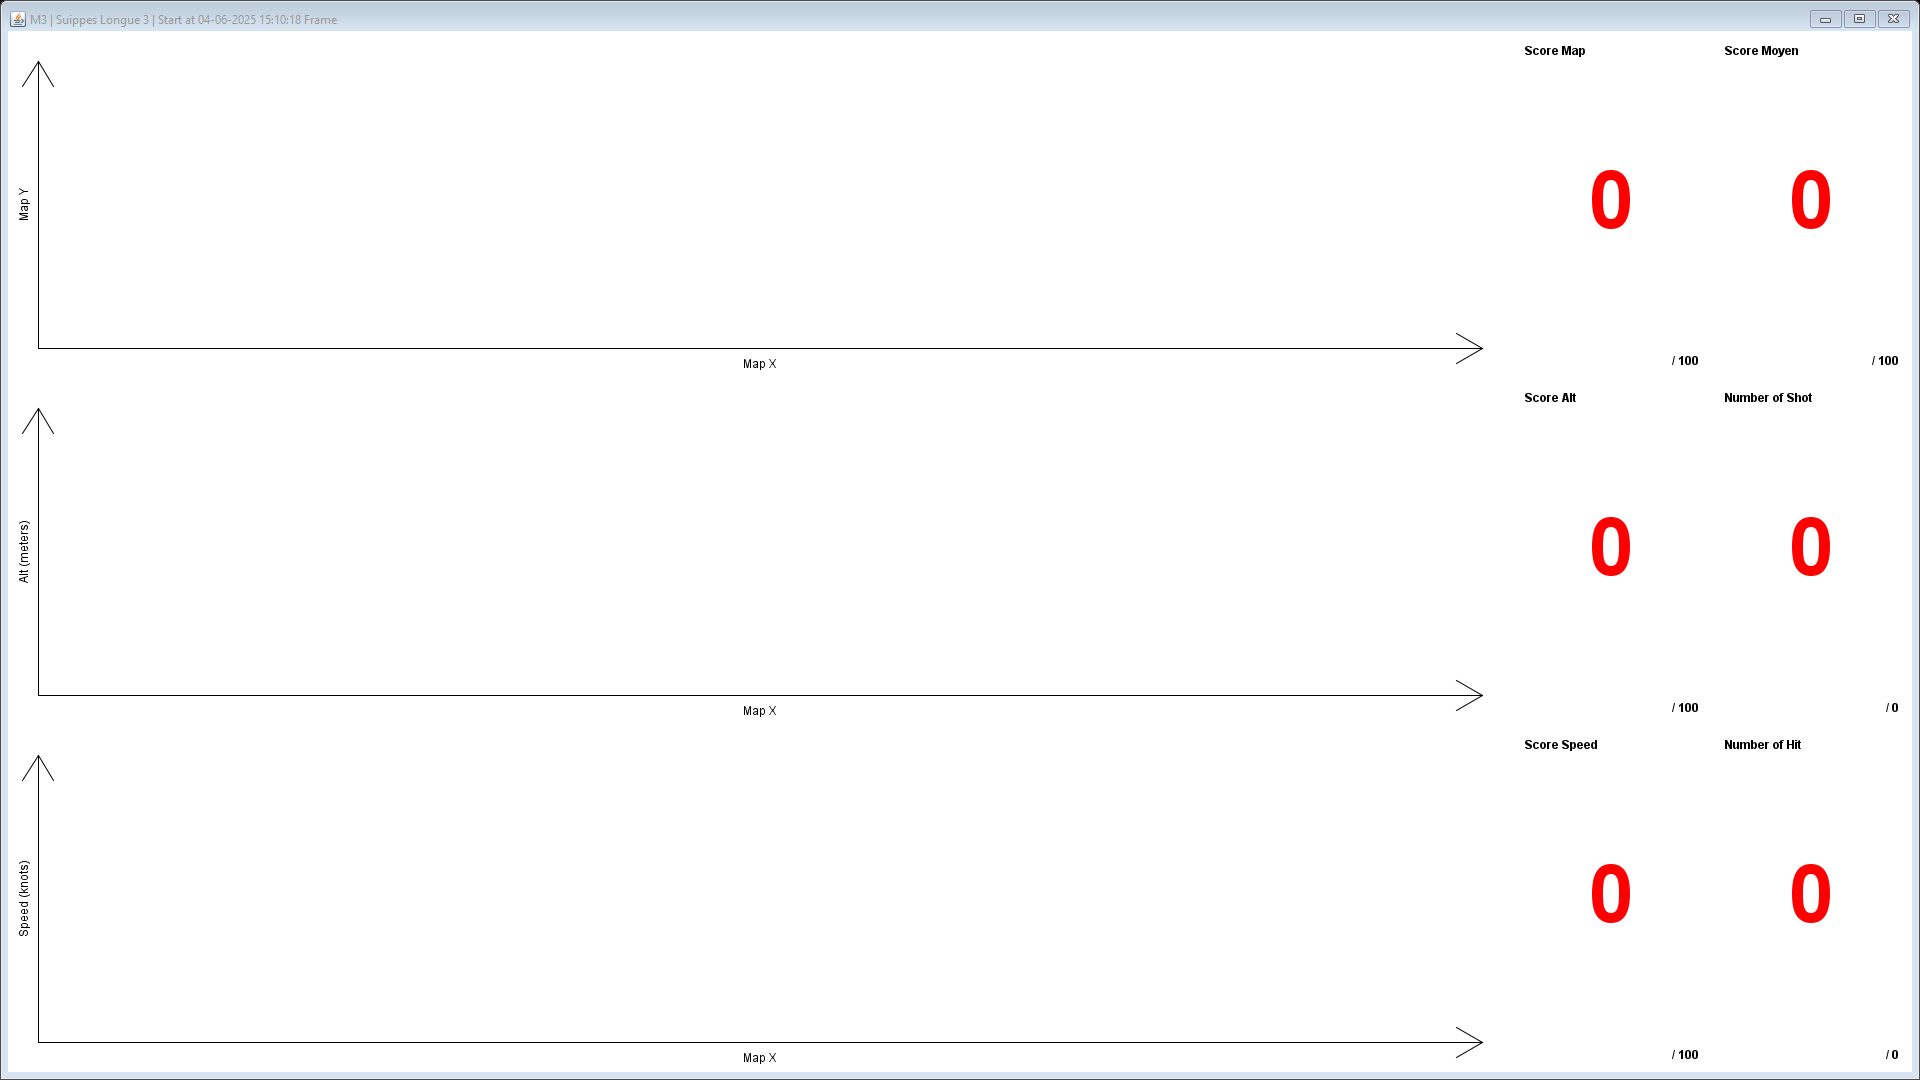 M3 | Suippes Longue 3 | Start at 04-06-2025 15:10:18 Frame
Score Map
Score Moyen
Map Y
0
0
Map X
/ 100
/ 100
Score Alt
Number of Shot
Alt (meters)
0
0
Map X
/ 100
/ 0
Score Speed
Number of Hit
Speed (knots)
0
0
Map X
/ 100
/ 0